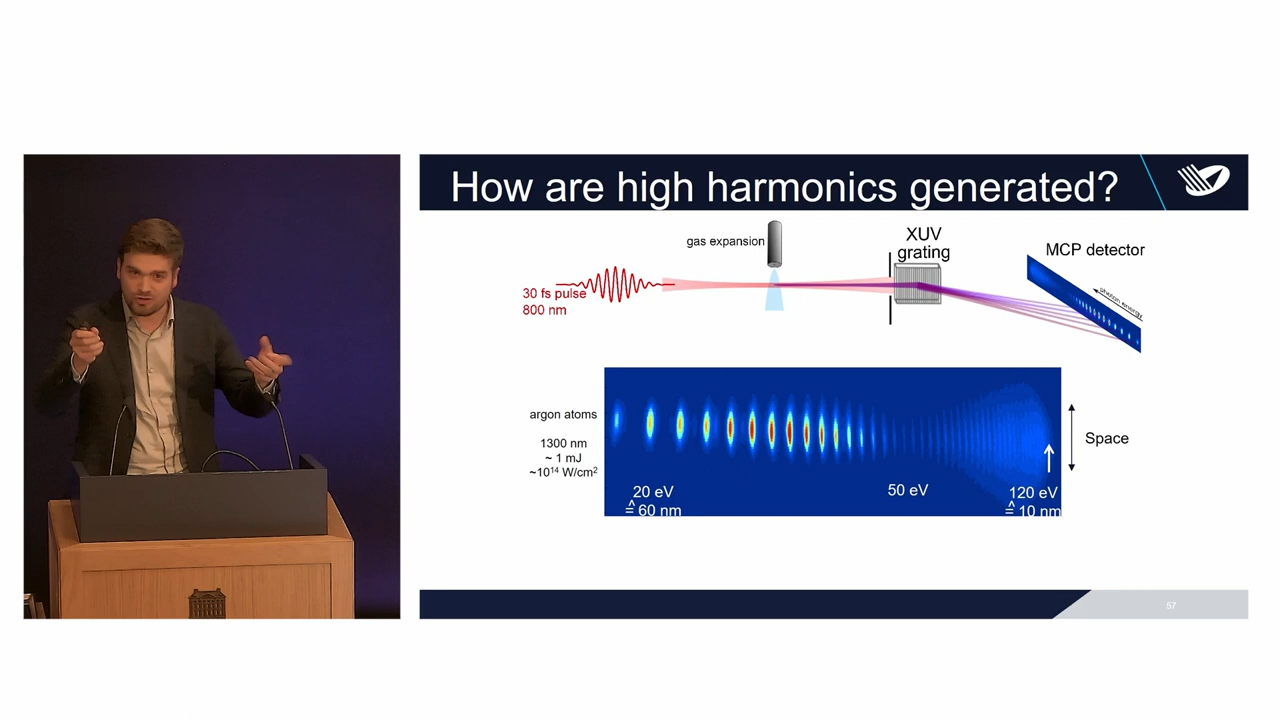 How are high harmonics generated?
gas expansion
XUV
grating
MCP detector
30 fs pulse
800 nm
photon energy
argon atoms
1300 nm
~ 1 mJ
~10¹⁴ W/cm²
Space
20 eV
≙ 60 nm
50 eV
120 eV
≙ 10 nm
57